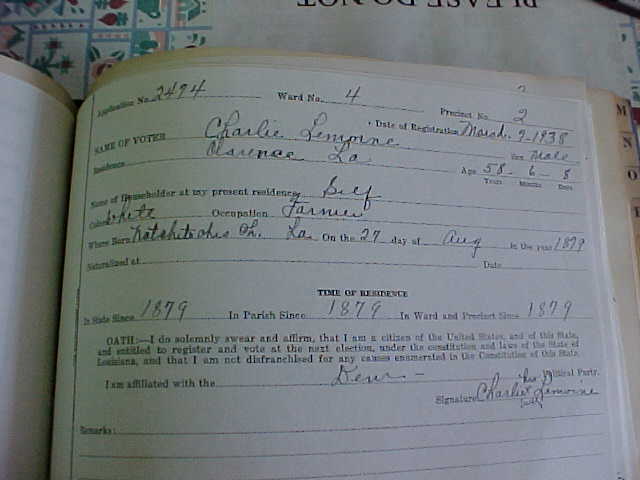 PLEASE DO NOT
Application No. 2494 Ward No. 4 Precinct No. 2
Date of Registration March. 9-1938
NAME OF VOTER Charlie Lemoine Sex Male
Residence Clarence La Age 58 - 6 - 8
Years Months Days
Name of Householder at my present residence Self
Color White Occupation Farmer
Where Born Natchitoches Ph. La On the 27 day of Aug in the year 1879
Naturalized at Date
TIME OF RESIDENCE
In State Since 1879 In Parish Since 1879 In Ward and Precinct Since 1879
OATH:—I do solemnly swear and affirm, that I am a citizen of the United States, and of this State,
and entitled to register and vote at the next election, under the constitution and laws of the State of
Louisiana, and that I am not disfranchised for any causes enumerated in the Constitution of this State.
I am affiliated with the Dem - Political Party.
his X
Signature Charlie Lemoine
Remarks:
M
N
O